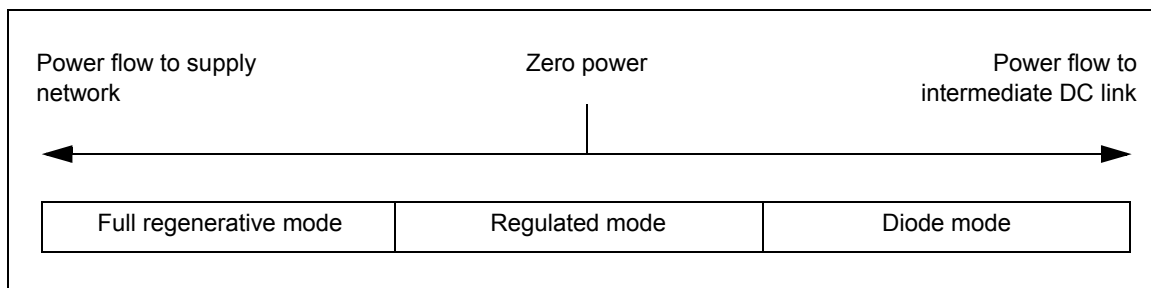 Power flow to supply
network
Zero power
Power flow to
intermediate DC link
Full regenerative mode
Regulated mode
Diode mode